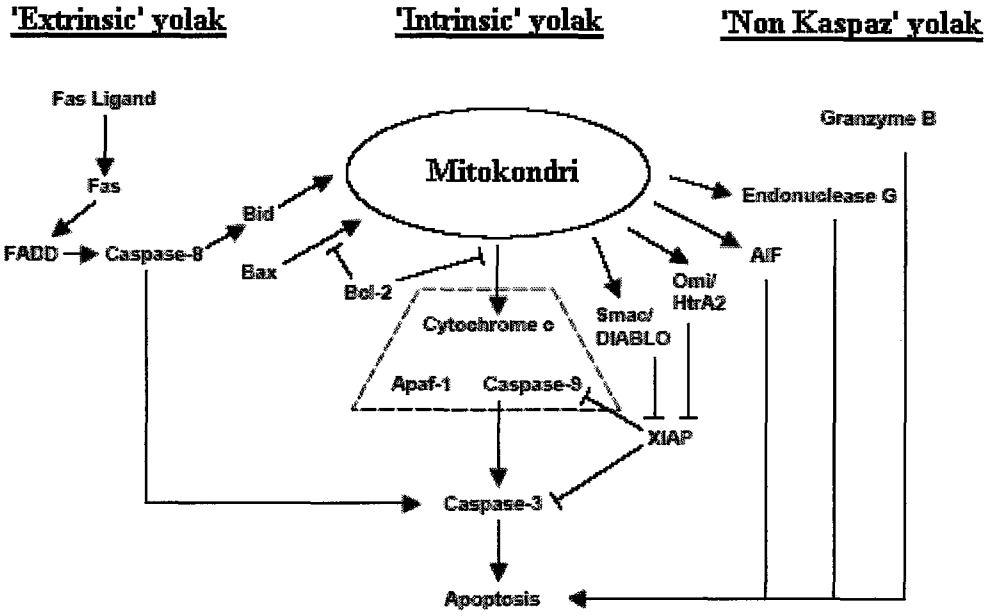 'Extrinsic' yolak
'Intrinsic' yolak
'Non Kaspaz' yolak
Fas Ligand
Granzyme B
Mitokondri
Fas
Endonuclease G
Bid
FADD
Caspase-8
AIF
Bax
Bcl-2
Omi/
HtrA2
Smac/
DIABLO
Cytochrome c
Apaf-1
Caspase-9
XIAP
Caspase-3
Apoptosis